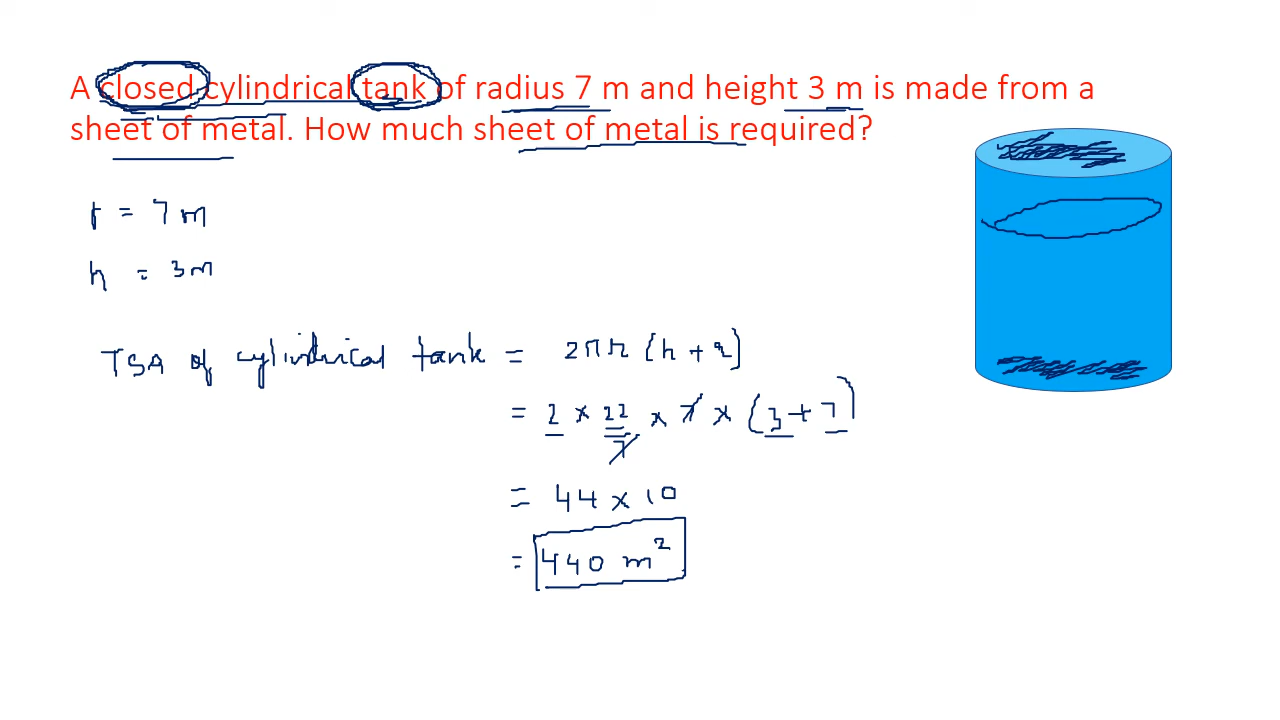 A closed cylindrical tank of radius 7 m and height 3 m is made from a
sheet of metal. How much sheet of metal is required?
r = 7 m
h = 3 m
TSA of cylindrical tank = 2πr (h + r)
= 2 × 22/7 × 7 × (3 + 7)
= 44 × 10
= 440 m²